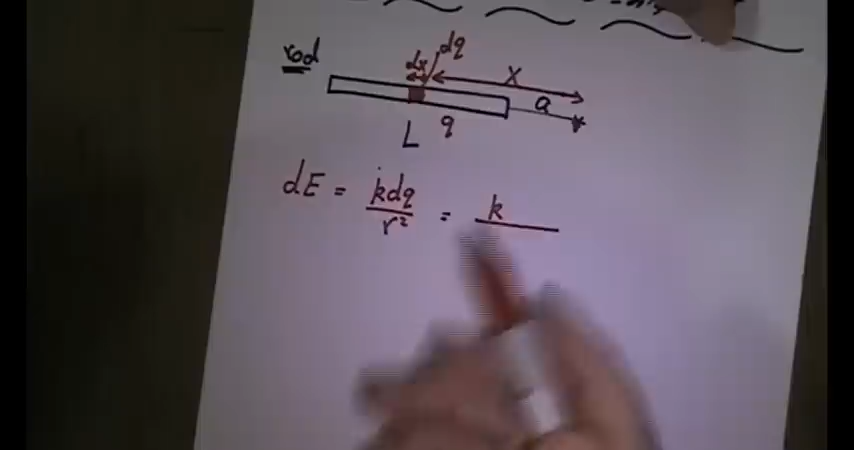 rod
dq
dx
x
a
q
L
dE = kdq/r² = k